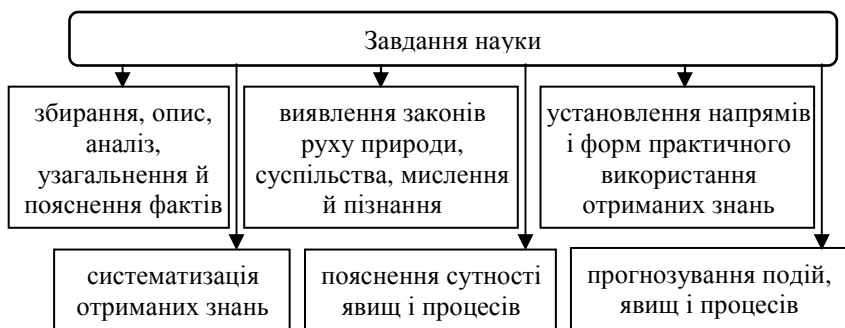 Завдання науки
збирання, опис,
аналіз,
узагальнення й
пояснення фактів
виявлення законів
руху природи,
суспільства, мислення
й пізнання
установлення напрямів
і форм практичного
використання
отриманих знань
систематизація
отриманих знань
пояснення сутності
явищ і процесів
прогнозування подій,
явищ і процесів